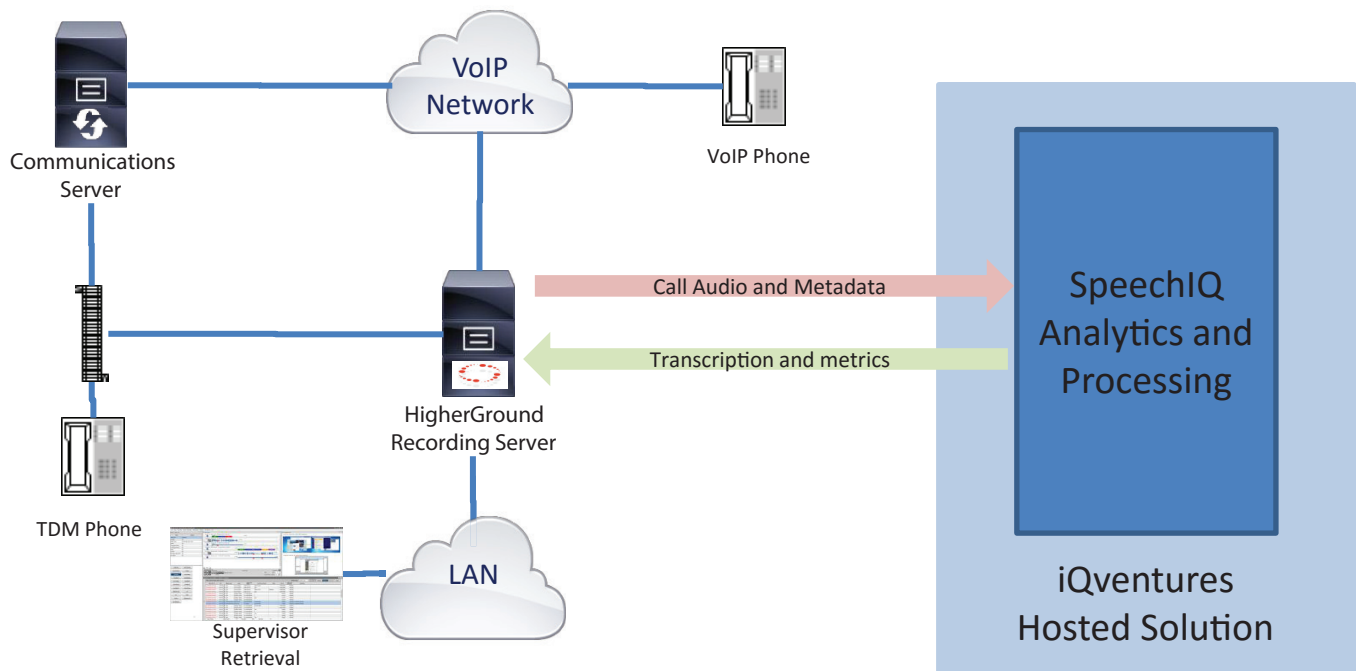 VoIP
Network
Communications
Server
VoIP Phone
Call Audio and Metadata
Transcription and metrics
SpeechIQ
Analytics and
Processing
HigherGround
Recording Server
TDM Phone
LAN
Supervisor
Retrieval
iQventures
Hosted Solution